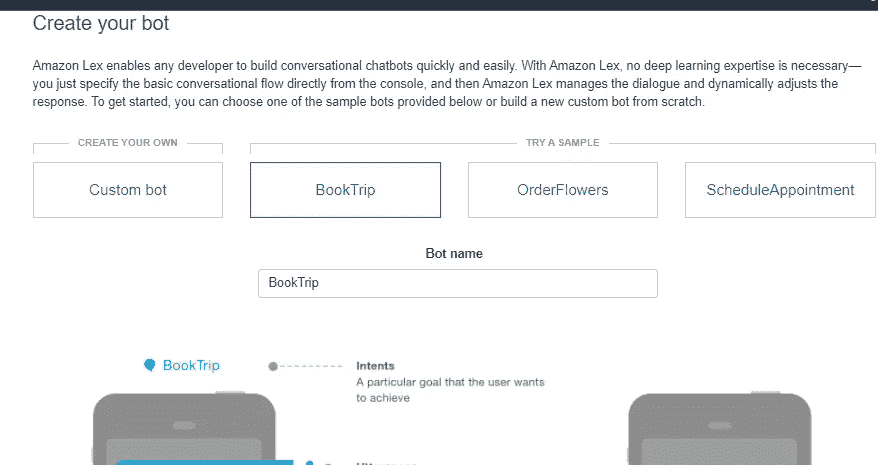 Create your bot
Amazon Lex enables any developer to build conversational chatbots quickly and easily. With Amazon Lex, no deep learning expertise is necessary—
you just specify the basic conversational flow directly from the console, and then Amazon Lex manages the dialogue and dynamically adjusts the
response. To get started, you can choose one of the sample bots provided below or build a new custom bot from scratch.
CREATE YOUR OWN
TRY A SAMPLE
Custom bot
BookTrip
OrderFlowers
ScheduleAppointment
Bot name
BookTrip
BookTrip
Intents
A particular goal that the user wants
to achieve